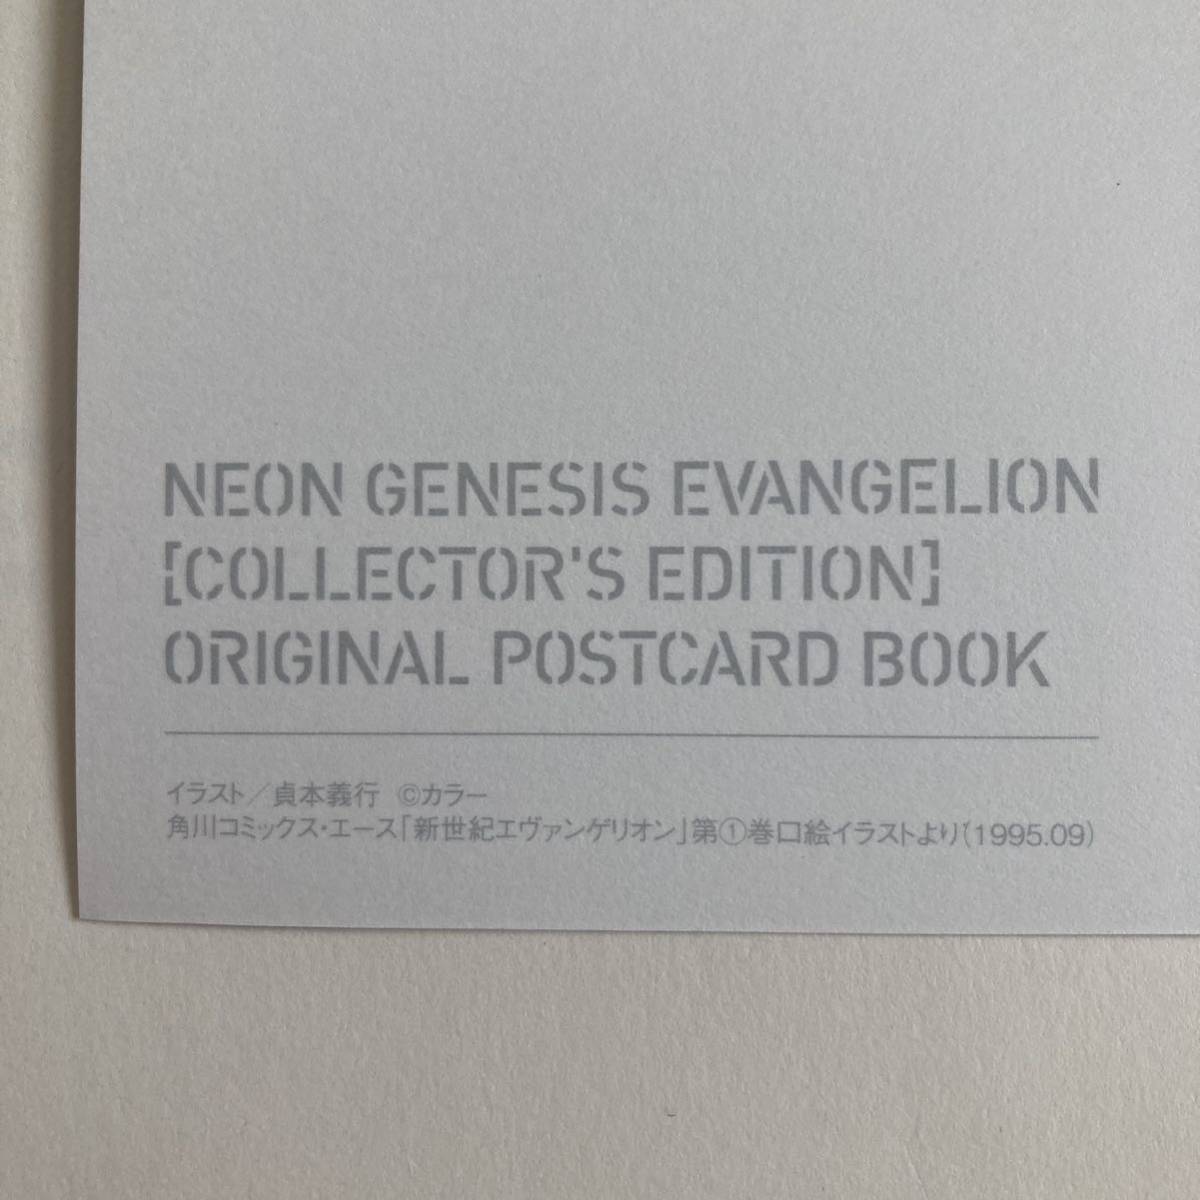 NEON GENESIS EVANGELION
[COLLECTOR'S EDITION]
ORIGINAL POSTCARD BOOK
イラスト／貞本義行 ©カラー
角川コミックス・エース「新世紀エヴァンゲリオン」第①巻口絵イラストより（1995.09）